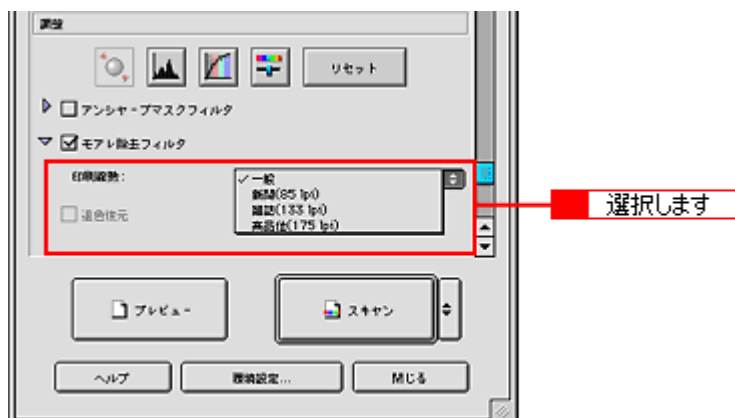 調整
リセット
アンシャープマスクフィルタ
モアレ除去フィルタ
印刷線数:
✓一般
新聞(85 lpi)
雑誌(133 lpi)
高品位(175 lpi)
退色復元
選択します
プレビュー
スキャン
ヘルプ
環境設定...
閉じる